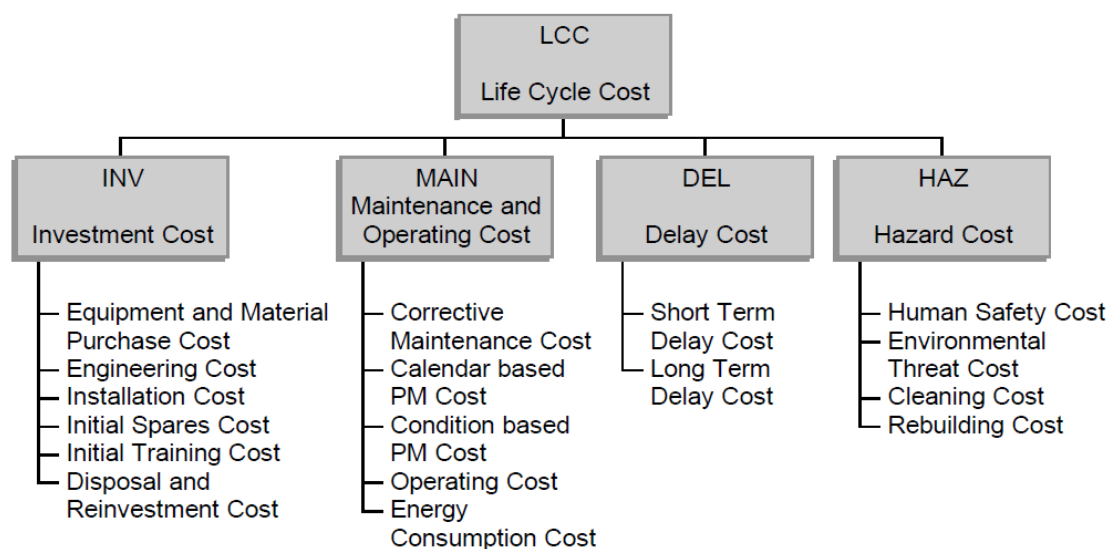 LCC
Life Cycle Cost
INV
Investment Cost
Equipment and Material
Purchase Cost
Engineering Cost
Installation Cost
Initial Spares Cost
Initial Training Cost
Disposal and
Reinvestment Cost
MAIN
Maintenance and
Operating Cost
Corrective
Maintenance Cost
Calendar based
PM Cost
Condition based
PM Cost
Operating Cost
Energy
Consumption Cost
DEL
Delay Cost
Short Term
Delay Cost
Long Term
Delay Cost
HAZ
Hazard Cost
Human Safety Cost
Environmental
Threat Cost
Cleaning Cost
Rebuilding Cost